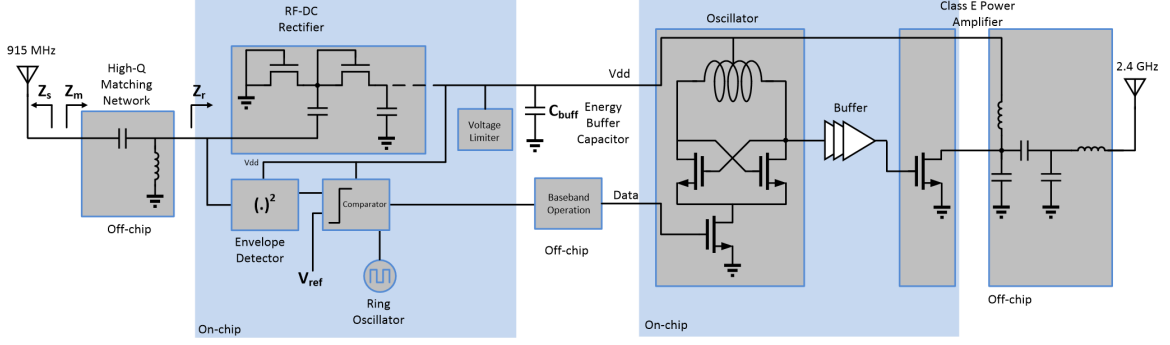 RF-DC
Rectifier
Oscillator
Class E Power
Amplifier
915 MHz
High-Q
Matching
Network
Zs
Zm
Zr
Vdd
2.4 GHz
Voltage
Limiter
Cbuff
Energy
Buffer
Capacitor
Buffer
Vdd
(.)²
Comparator
Baseband
Operation
Data
Off-chip
Envelope
Detector
Off-chip
Vref
Ring
Oscillator
Off-chip
On-chip
On-chip